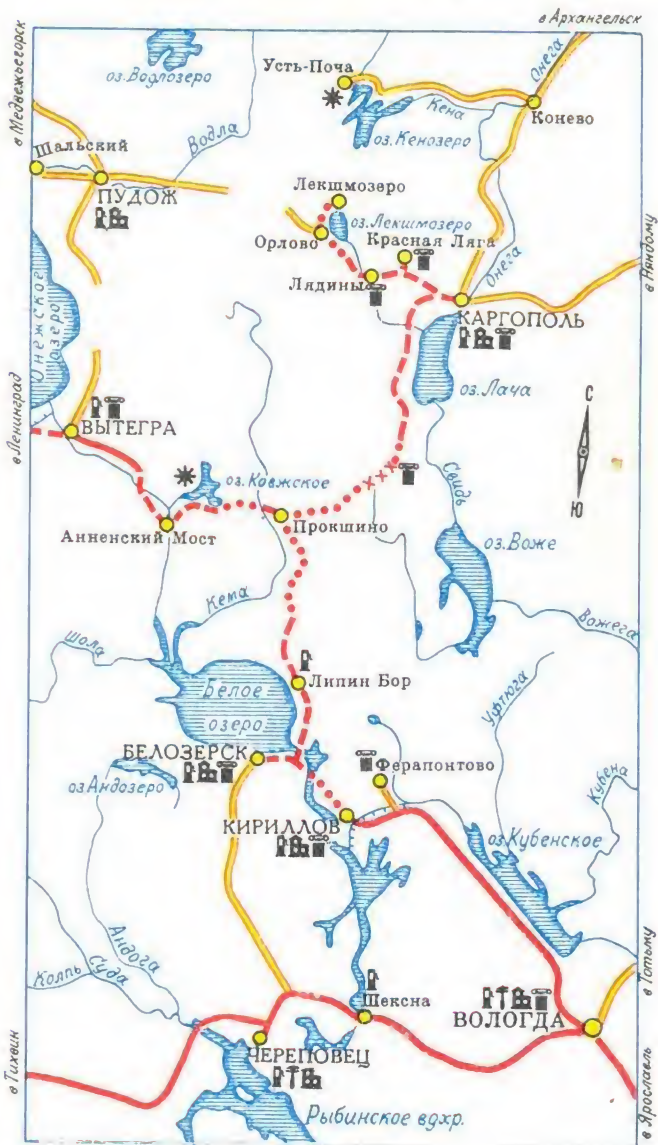 в Архангельск
в Медвежьегорск
оз. Водлозеро
Усть-Поча
Онега
Кена
Конево
Водла
оз. Кенозеро
Шальский
ПУДОЖ
Лекшмозеро
оз. Лекшмозеро
Орлово
Красная Ляга
Онега
в Няндому
Лядины
КАРГОПОЛЬ
Онежское
озеро
оз. Лача
в Ленинград
ВЫТЕГРА
С
Ю
оз. Ковжское
Свидь
Анненский Мост
Прокшино
оз. Воже
Кема
Вожега
Шола
Липин Бор
Белое
озеро
Уфтюга
БЕЛОЗЕРСК
Ферапонтово
Кубена
оз. Андозеро
КИРИЛЛОВ
оз. Кубенское
Андога
Суда
Колпь
в Тотьму
Шексна
ВОЛОГДА
ЧЕРЕПОВЕЦ
в Тихвин
Рыбинское вдхр.
в Ярославль